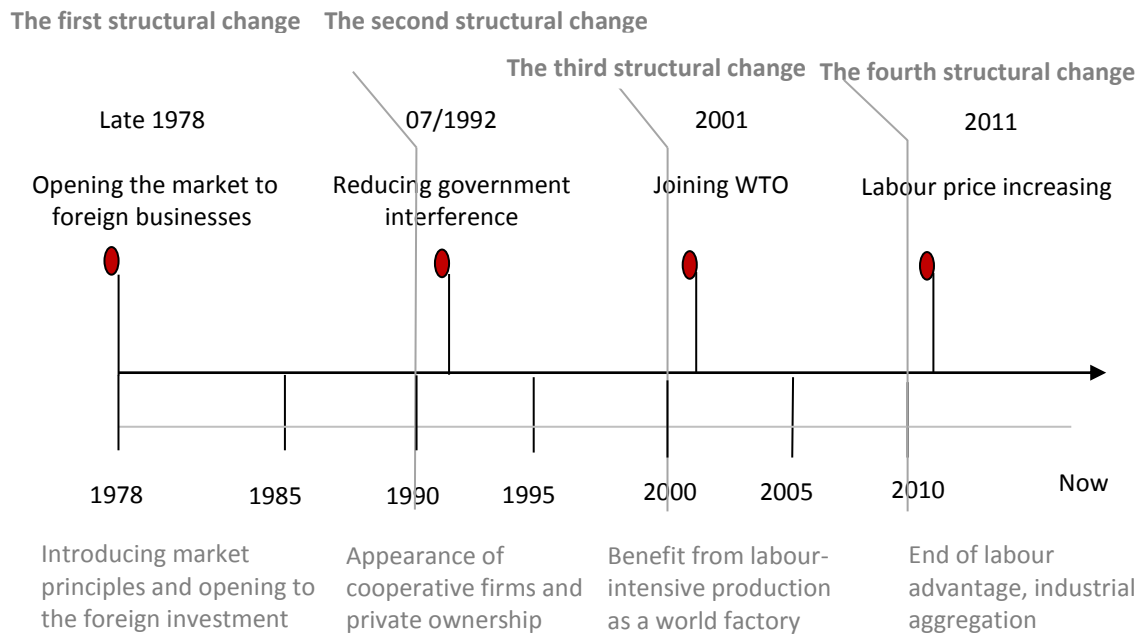 The first structural change
The second structural change
The third structural change
The fourth structural change
Late 1978
07/1992
2001
2011
Opening the market to
foreign businesses
Reducing government
interference
Joining WTO
Labour price increasing
1978
1985
1990
1995
2000
2005
2010
Now
Introducing market
principles and opening to
the foreign investment
Appearance of
cooperative firms and
private ownership
Benefit from labour-
intensive production
as a world factory
End of labour
advantage, industrial
aggregation